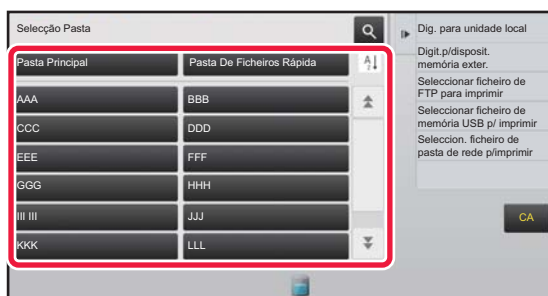 Selecção Pasta
Pasta Principal
Pasta De Ficheiros Rápida
AAA
BBB
CCC
DDD
EEE
FFF
GGG
HHH
III III
JJJ
KKK
LLL
Dig. para unidade local
Digit.p/disposit.
memória exter.
Seleccionar ficheiro de
FTP para imprimir
Seleccionar ficheiro de
memória USB p/ imprimir
Seleccion. ficheiro de
pasta de rede p/imprimir
CA